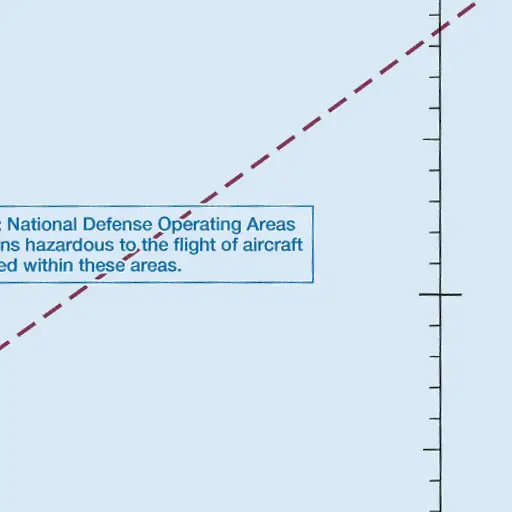 : National Defense Operating Areas
ns hazardous to the flight of aircraft
ed within these areas.